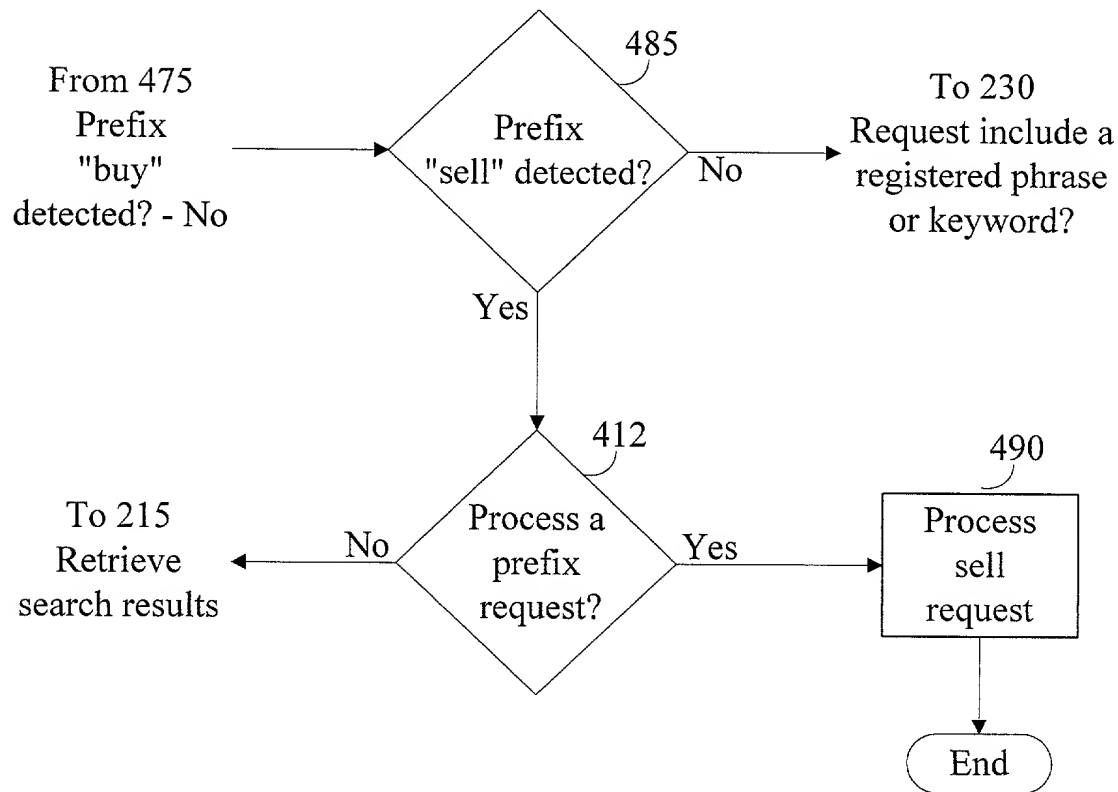 From 475
Prefix
"buy"
detected? - No
485
Prefix
"sell" detected?
No
To 230
Request include a
registered phrase
or keyword?
Yes
412
Process a
prefix
request?
No
To 215
Retrieve
search results
Yes
490
Process
sell
request
End